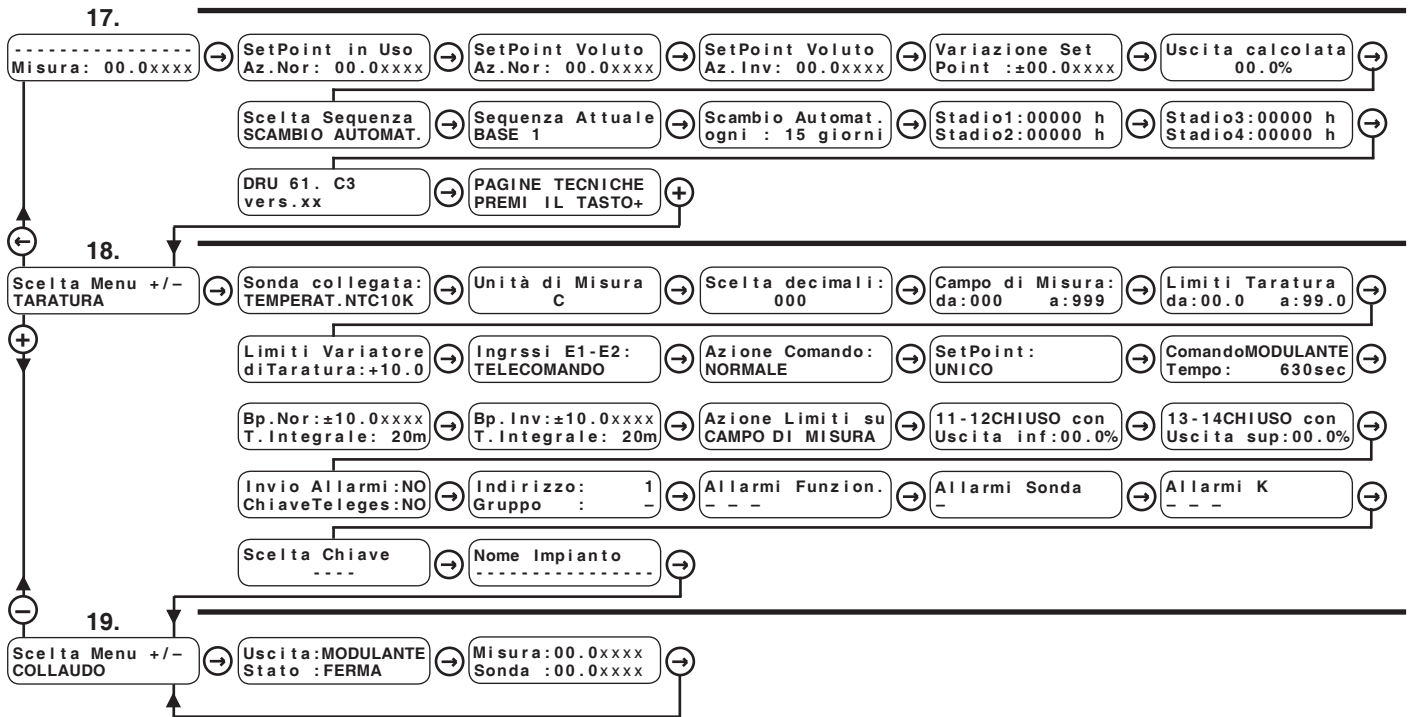 17.
----------------
Misura: 00.0xxxx
→
SetPoint in Uso
Az.Nor: 00.0xxxx
→
SetPoint Voluto
Az.Nor: 00.0xxxx
→
SetPoint Voluto
Az.Inv: 00.0xxxx
→
Variazione Set
Point :±00.0xxxx
→
Uscita calcolata
00.0%
→
Scelta Sequenza
SCAMBIO AUTOMAT.
→
Sequenza Attuale
BASE 1
→
Scambio Automat.
ogni : 15 giorni
→
Stadio1:00000 h
Stadio2:00000 h
→
Stadio3:00000 h
Stadio4:00000 h
→
DRU 61. C3
vers.xx
→
PAGINE TECNICHE
PREMI IL TASTO+
+
←
18.
Scelta Menu +/–
TARATURA
→
Sonda collegata:
TEMPERAT.NTC10K
→
Unità di Misura
C
→
Scelta decimali:
000
→
Campo di Misura:
da:000 a:999
→
Limiti Taratura
da:00.0 a:99.0
→
+
Limiti Variatore
diTaratura:+10.0
→
Ingrssi E1-E2:
TELECOMANDO
→
Azione Comando:
NORMALE
→
SetPoint:
UNICO
→
ComandoMODULANTE
Tempo: 630sec
→
Bp.Nor:±10.0xxxx
T.Integrale: 20m
→
Bp.Inv:±10.0xxxx
T.Integrale: 20m
→
Azione Limiti su
CAMPO DI MISURA
→
11-12CHIUSO con
Uscita inf:00.0%
→
13-14CHIUSO con
Uscita sup:00.0%
→
Invio Allarmi:NO
ChiaveTeleges:NO
→
Indirizzo: 1
Gruppo : –
→
Allarmi Funzion.
– – –
→
Allarmi Sonda
–
→
Allarmi K
– – –
→
Scelta Chiave
----
→
Nome Impianto
----------------
→
–
19.
Scelta Menu +/–
COLLAUDO
→
Uscita:MODULANTE
Stato :FERMA
→
Misura:00.0xxxx
Sonda :00.0xxxx
→